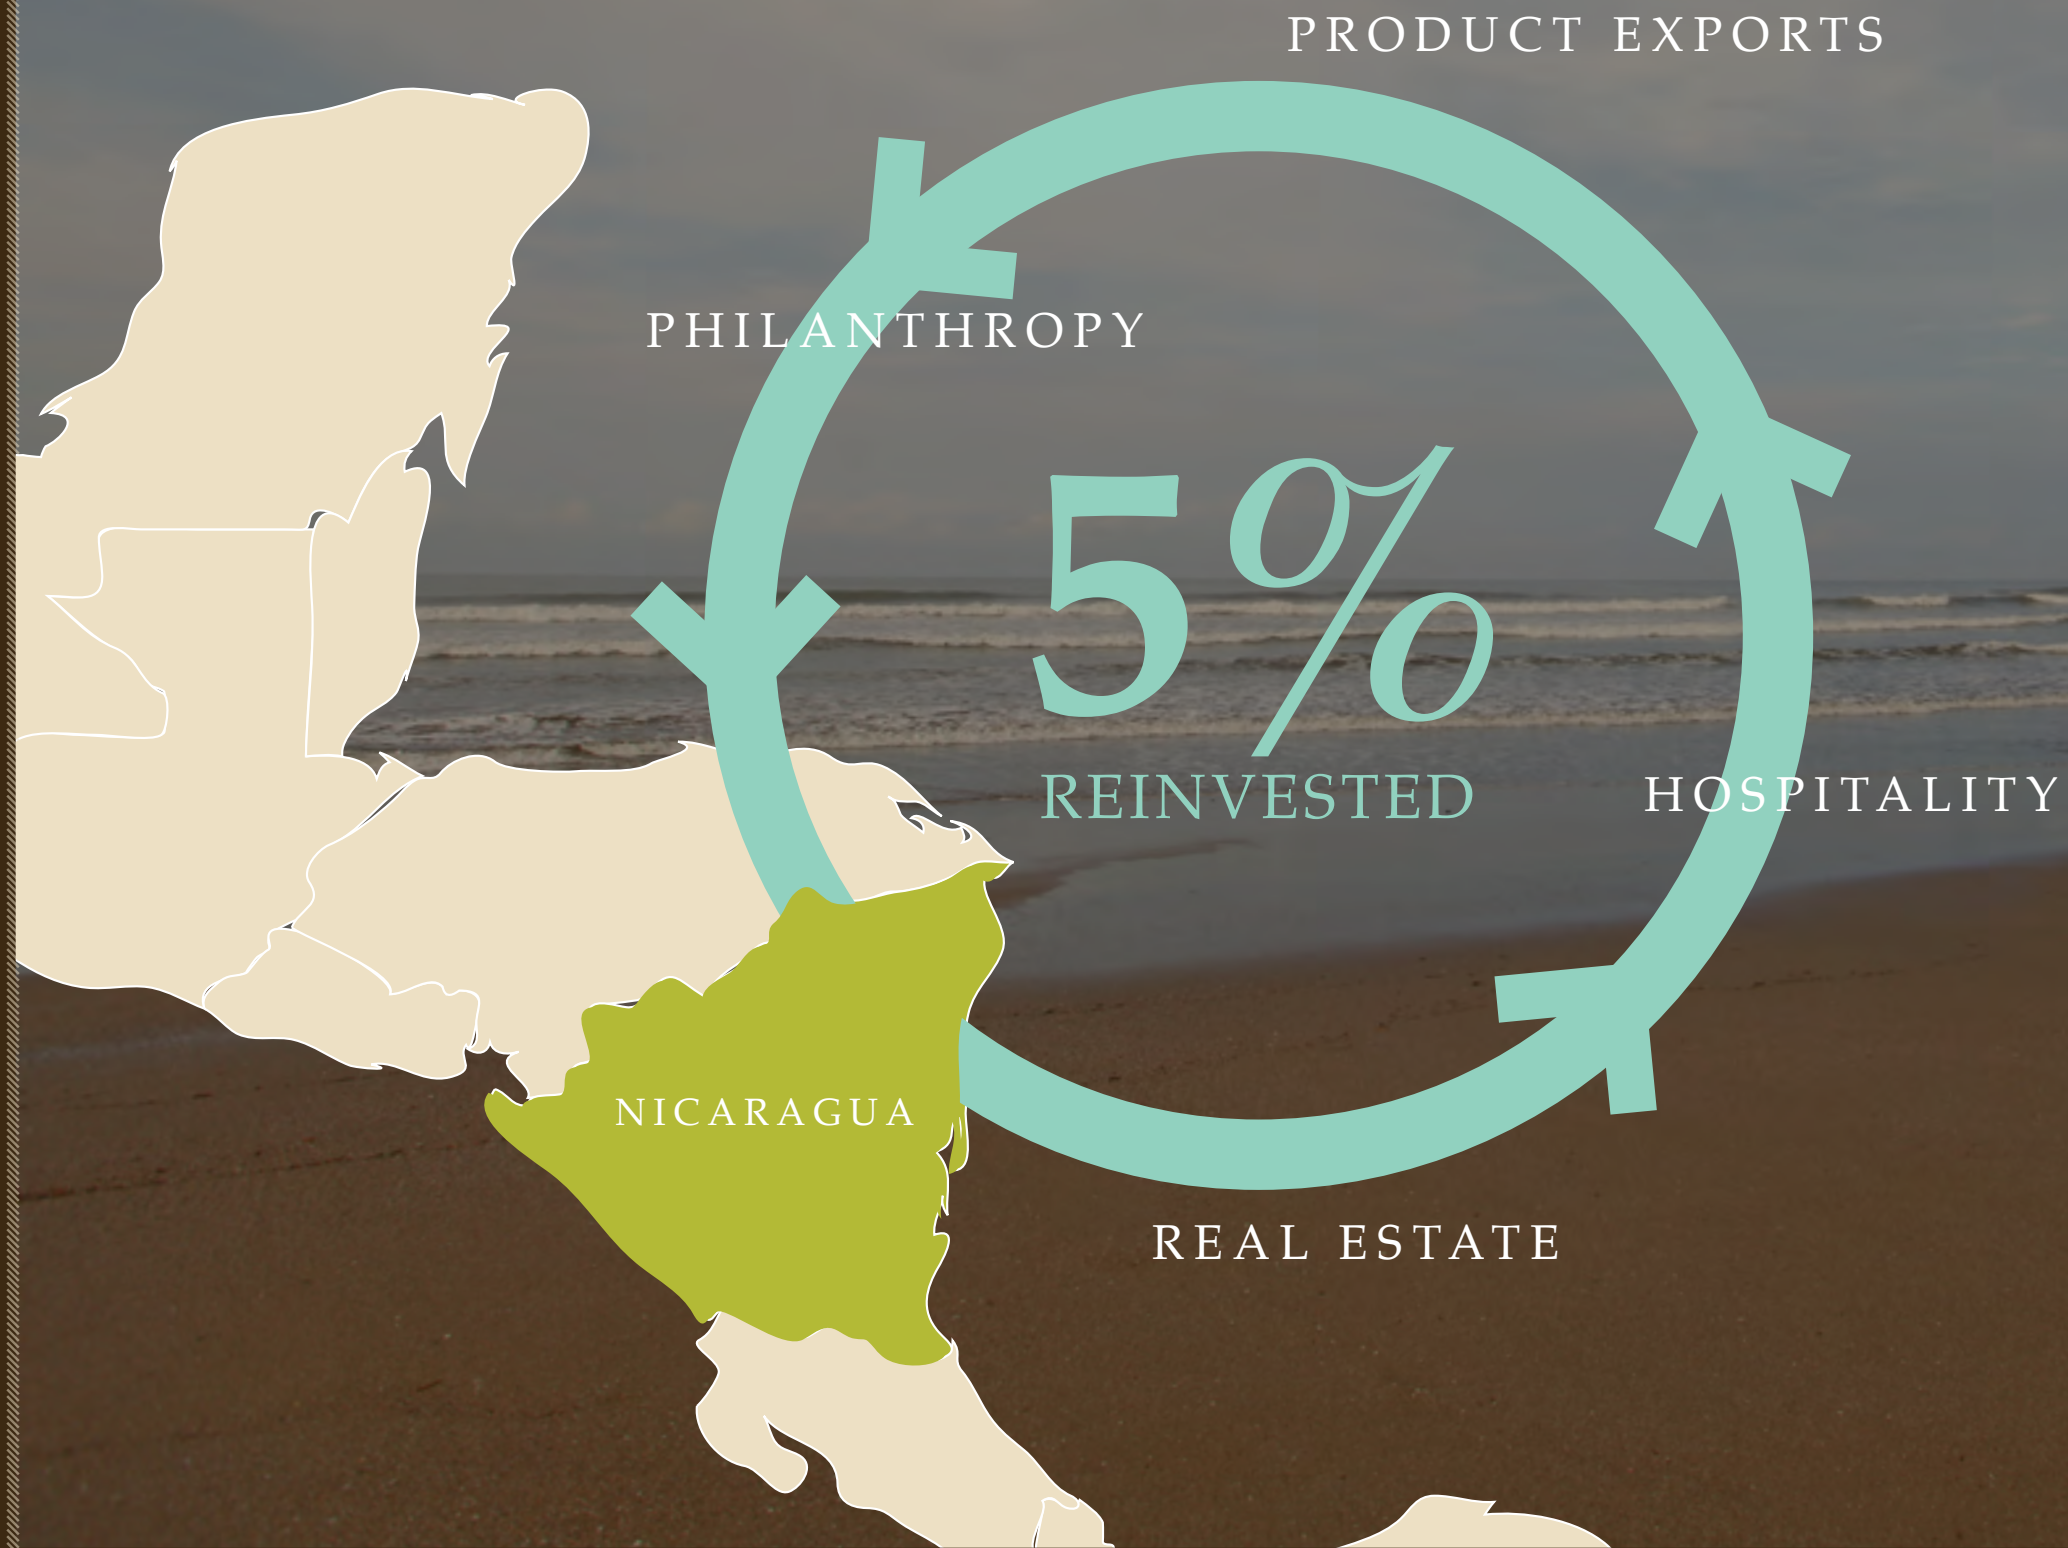 PRODUCT EXPORTS
PHILANTHROPY
5%
REINVESTED
HOSPITALITY
NICARAGUA
REAL ESTATE